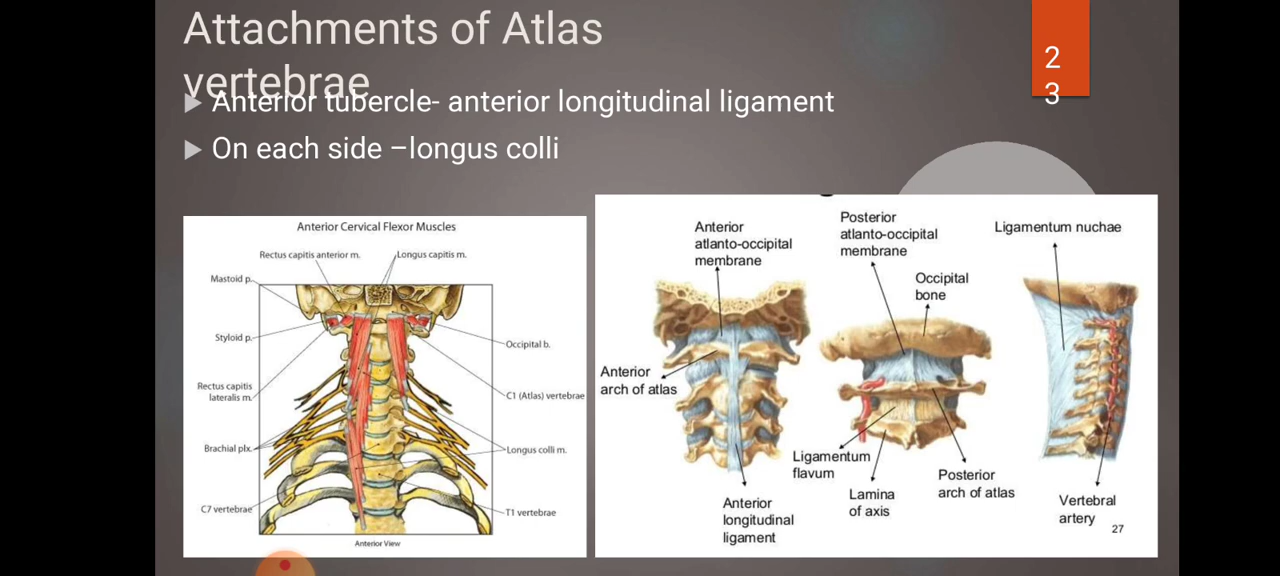 Attachments of Atlas
vertebrae
2
3
Anterior tubercle- anterior longitudinal ligament
On each side –longus colli
Anterior Cervical Flexor Muscles
Rectus capitis anterior m.
Longus capitis m.
Mastoid p.
Styloid p.
Occipital b.
Rectus capitis
lateralis m.
C1 (Atlas) vertebrae
Brachial plx.
Longus colli m.
C7 vertebrae
T1 vertebrae
Anterior View
Anterior
atlanto-occipital
membrane
Posterior
atlanto-occipital
membrane
Ligamentum nuchae
Occipital
bone
Anterior
arch of atlas
Ligamentum
flavum
Posterior
arch of atlas
Lamina
of axis
Anterior
longitudinal
ligament
Vertebral
artery
27